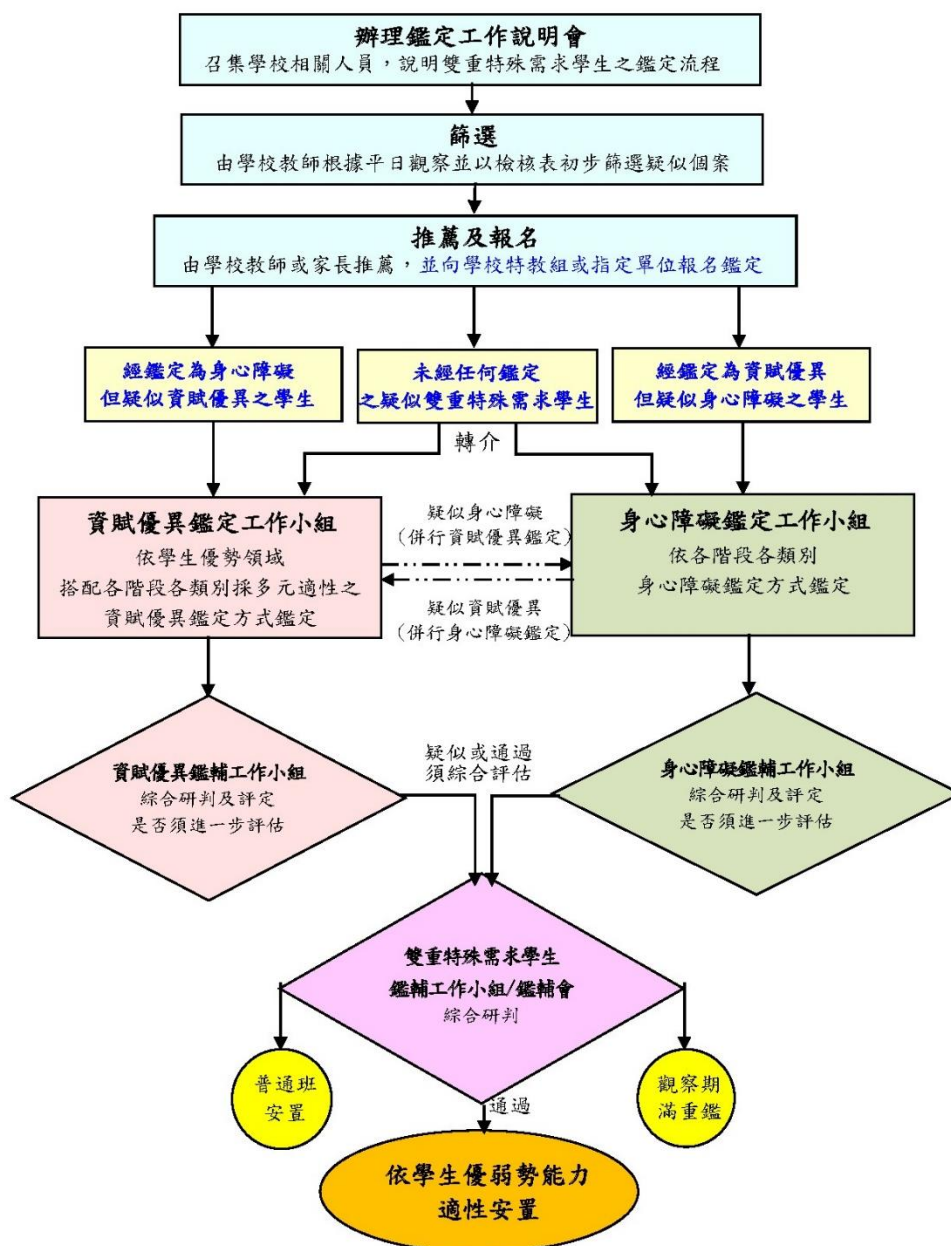 辦理鑑定工作說明會
召集學校相關人員，說明雙重特殊需求學生之鑑定流程
篩選
由學校教師根據平日觀察並以檢核表初步篩選疑似個案
推薦及報名
由學校教師或家長推薦，並向學校特教組或指定單位報名鑑定
經鑑定為身心障礙
但疑似資賦優異之學生
未經任何鑑定
之疑似雙重特殊需求學生
經鑑定為資賦優異
但疑似身心障礙之學生
轉介
資賦優異鑑定工作小組
依學生優勢領域
搭配各階段各類別採多元適性之
資賦優異鑑定方式鑑定
疑似身心障礙
(併行資賦優異鑑定)
疑似資賦優異
(併行身心障礙鑑定)
身心障礙鑑定工作小組
依各階段各類別
身心障礙鑑定方式鑑定
資賦優異鑑輔工作小組
綜合研判及評定
是否須進一步評估
疑似或通過
須綜合評估
身心障礙鑑輔工作小組
綜合研判及評定
是否須進一步評估
雙重特殊需求學生
鑑輔工作小組/鑑輔會
綜合研判
普通班
安置
觀察期
滿重鑑
通過
依學生優弱勢能力
適性安置